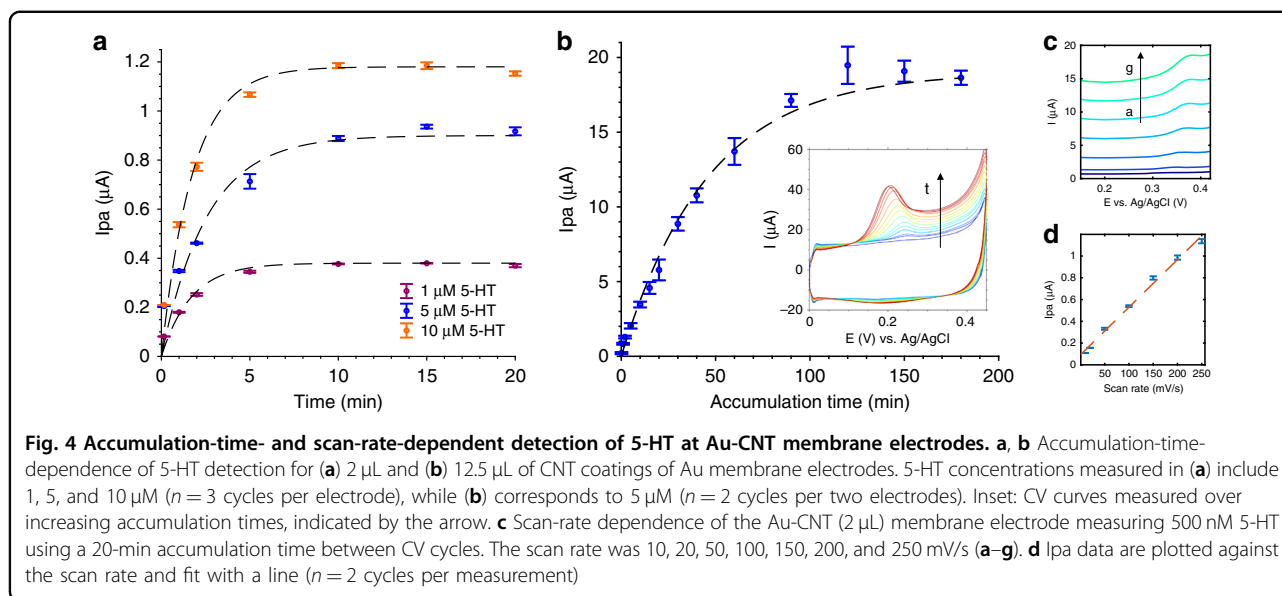 a
1.2
1
0.8
0.6
0.4
0.2
0
Ipa (μA)
1 μM 5-HT
5 μM 5-HT
10 μM 5-HT
0 5 10 15 20
Time (min)
b
20
15
10
5
0
Ipa (μA)
0 50 100 150 200
Accumulation time (min)
60
40
20
0
−20
I (μA)
t
0 0.2 0.4
E (V) vs. Ag/AgCl
c
20
15
10
5
0
I (μA)
g
a
0.2 0.3 0.4
E vs. Ag/AgCl (V)
d
1.2
1
0.8
0.6
0.4
0.2
0
Ipa (μA)
50 100 150 200 250
Scan rate (mV/s)
Fig. 4 Accumulation-time- and scan-rate-dependent detection of 5-HT at Au-CNT membrane electrodes. a, b Accumulation-time-
dependence of 5-HT detection for (a) 2 μL and (b) 12.5 μL of CNT coatings of Au membrane electrodes. 5-HT concentrations measured in (a) include
1, 5, and 10 μM (n = 3 cycles per electrode), while (b) corresponds to 5 μM (n = 2 cycles per two electrodes). Inset: CV curves measured over
increasing accumulation times, indicated by the arrow. c Scan-rate dependence of the Au-CNT (2 μL) membrane electrode measuring 500 nM 5-HT
using a 20-min accumulation time between CV cycles. The scan rate was 10, 20, 50, 100, 150, 200, and 250 mV/s (a–g). d Ipa data are plotted against
the scan rate and fit with a line (n = 2 cycles per measurement)